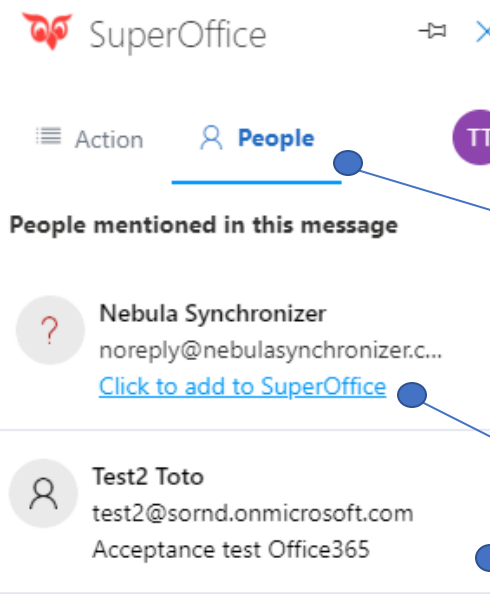 SuperOffice
Action
People
TT
People mentioned in this message
?
Nebula Synchronizer
noreply@nebulasynchronizer.c...
Click to add to SuperOffice
Test2 Toto
test2@sornd.onmicrosoft.com
Acceptance test Office365